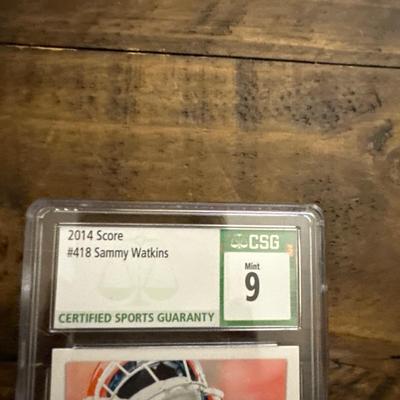 2014 Score
#418 Sammy Watkins
CSG
Mint
9
CERTIFIED SPORTS GUARANTY